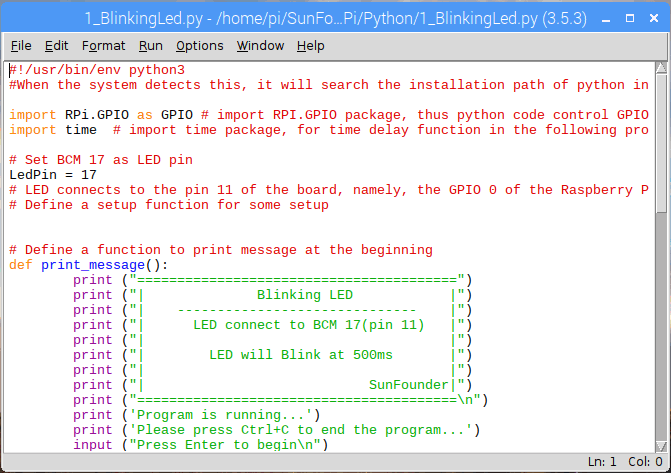 1_BlinkingLed.py - /home/pi/SunFo...Pi/Python/1_BlinkingLed.py (3.5.3)
File Edit Format Run Options Window Help
#!/usr/bin/env python3
#When the system detects this, it will search the installation path of python in
import RPi.GPIO as GPIO # import RPI.GPIO package, thus python code control GPIO
import time  # import time package, for time delay function in the following pro
# Set BCM 17 as LED pin
LedPin = 17
# LED connects to the pin 11 of the board, namely, the GPIO 0 of the Raspberry P
# Define a setup function for some setup
# Define a function to print message at the beginning
def print_message():
        print ("========================================")
        print ("|              Blinking LED            |")
        print ("|    ------------------------------    |")
        print ("|      LED connect to BCM 17(pin 11)   |")
        print ("|                                      |")
        print ("|        LED will Blink at 500ms       |")
        print ("|                                      |")
        print ("|                            SunFounder|")
        print ("========================================\n")
        print ('Program is running...')
        print ('Please press Ctrl+C to end the program...')
        input ("Press Enter to begin\n")
Ln: 1 Col: 0